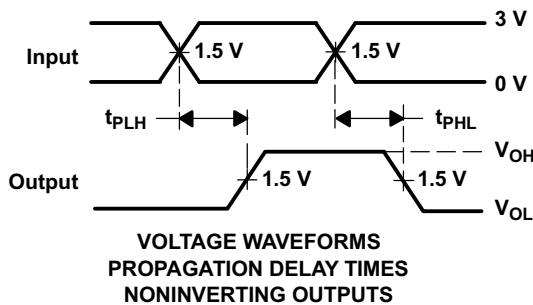 3 V
Input
1.5 V
1.5 V
0 V
tPLH
tPHL
VOH
Output
1.5 V
1.5 V
VOL
VOLTAGE WAVEFORMS
PROPAGATION DELAY TIMES
NONINVERTING OUTPUTS